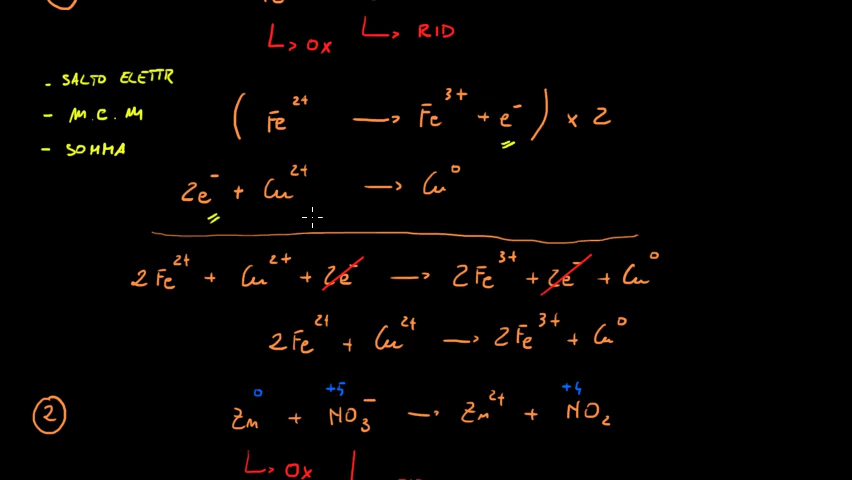 OX RID
- SALTO ELETTR
- M.C.M
- SOMMA
( Fe²⁺ → Fe³⁺ + e⁻ ) × 2
2e⁻ + Cu²⁺ → Cu⁰
2Fe²⁺ + Cu²⁺ + 2e⁻ → 2Fe³⁺ + 2e⁻ + Cu⁰
2Fe²⁺ + Cu²⁺ → 2Fe³⁺ + Cu⁰
0 +5 +4
2 Zn + NO₃⁻ → Zn²⁺ + NO₂
OX